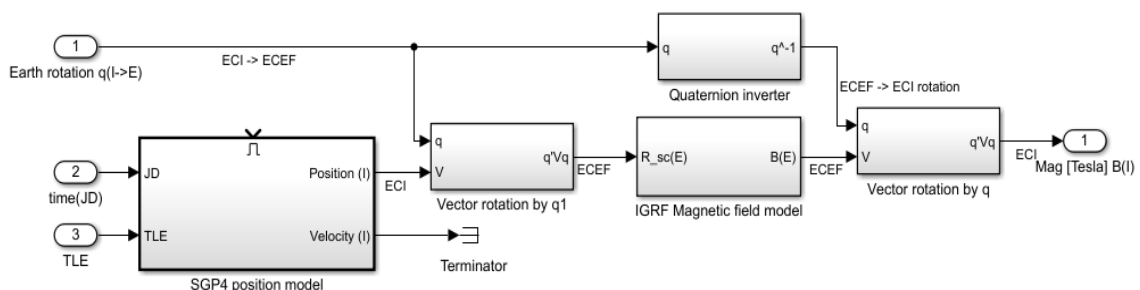 1
Earth rotation q(I->E)
ECI -> ECEF
q
q^-1
Quaternion inverter
ECEF -> ECI rotation
q
V
q'Vq
Vector rotation by q
ECI
1
Mag [Tesla] B(I)
2
time(JD)
3
TLE
JD
TLE
Position (I)
Velocity (I)
SGP4 position model
ECI
Terminator
q
V
q'Vq
Vector rotation by q1
ECEF
R_sc(E)
B(E)
IGRF Magnetic field model
ECEF